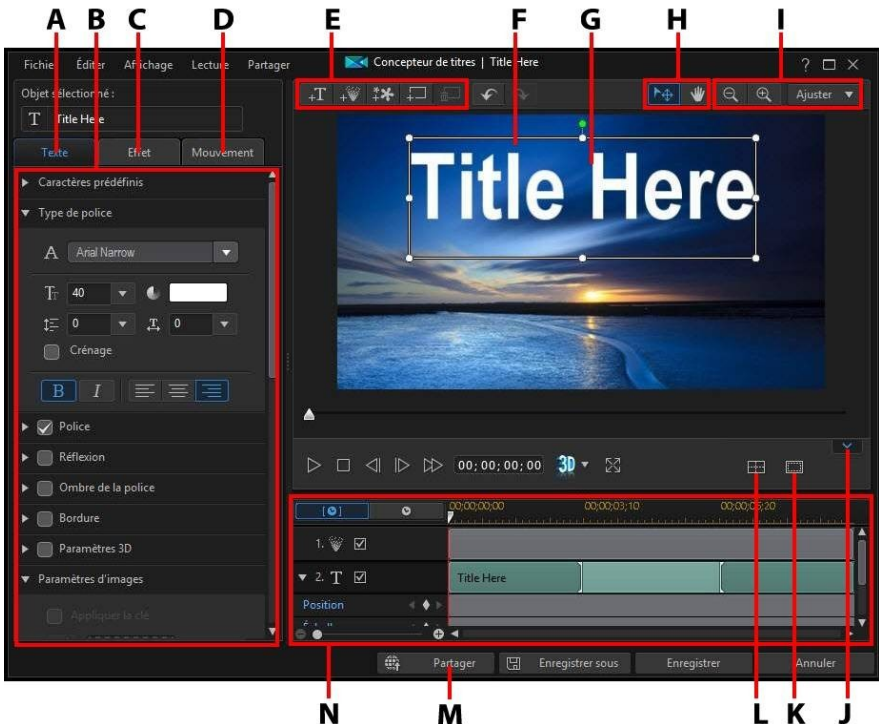 A B C D E F G H I
Fichier Éditer Affichage Lecture Partager
Concepteur de titres | Title Here
?
Objet sélectionné :
T Title Here
+T
Ajuster
Texte Effet Mouvement
Caractères prédéfinis
Type de police
A Arial Narrow
TT 40
0 T 0
Crénage
B I
Police
Réflexion
Ombre de la police
Bordure
Paramètres 3D
Paramètres d'images
Appliquer la clé
Title Here
00; 00; 00; 00 3D
00;00;00;00 00;00;03;10 00;00;06;20
1.
2. T Title Here
Position
Partager Enregistrer sous Enregistrer Annuler
N M L K J